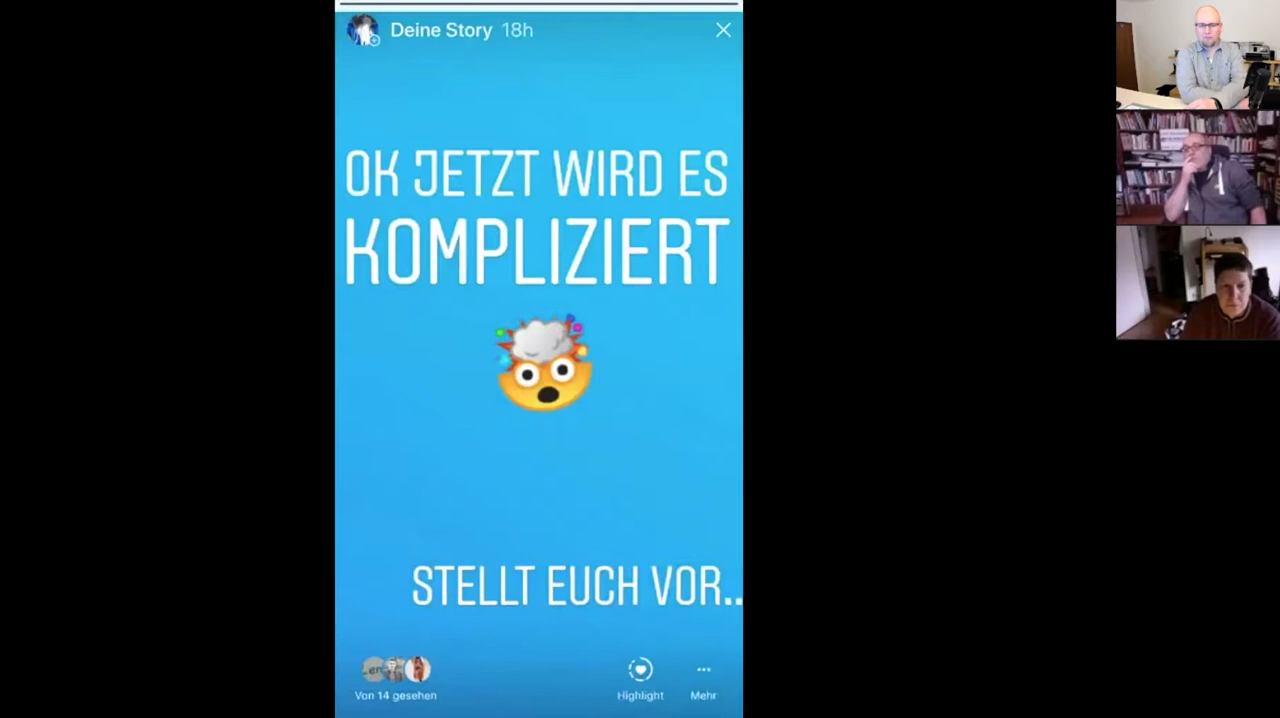 Deine Story 18h
OK JETZT WIRD ES
KOMPLIZIERT
STELLT EUCH VOR..
Von 14 gesehen
Highlight
Mehr